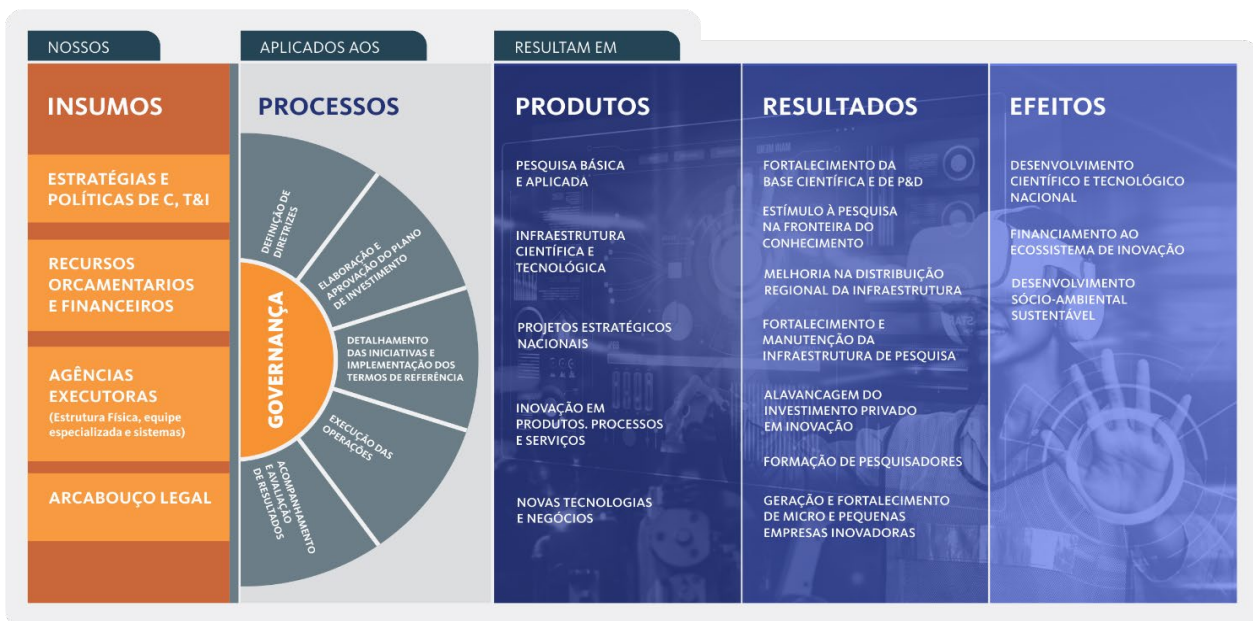 NOSSOS
APLICADOS AOS
RESULTAM EM
INSUMOS
ESTRATÉGIAS E
POLÍTICAS DE C, T&I
RECURSOS
ORCAMENTARIOS
E FINANCEIROS
AGÊNCIAS
EXECUTORAS
(Estrutura Física, equipe
especializada e sistemas)
ARCABOUÇO LEGAL
PROCESSOS
GOVERNANÇA
DEFINIÇÃO DE
DIRETRIZES
ELABORAÇÃO E
APROVAÇÃO DO PLANO
DE INVESTIMENTO
DETALHAMENTO
DAS INICIATIVAS E
IMPLEMENTAÇÃO DOS
TERMOS DE REFERÊNCIA
EXECUÇÃO DAS
OPERAÇÕES
ACOMPANHAMENTO
E AVALIAÇÃO
DE RESULTADOS
PRODUTOS
PESQUISA BÁSICA
E APLICADA
INFRAESTRUTURA
CIENTÍFICA E
TECNOLÓGICA
PROJETOS ESTRATÉGICOS
NACIONAIS
INOVAÇÃO EM
PRODUTOS. PROCESSOS
E SERVIÇOS
NOVAS TECNOLOGIAS
E NEGÓCIOS
RESULTADOS
FORTALECIMENTO DA
BASE CIENTÍFICA E DE P&D
ESTÍMULO À PESQUISA
NA FRONTEIRA DO
CONHECIMENTO
MELHORIA NA DISTRIBUIÇÃO
REGIONAL DA INFRAESTRUTURA
FORTALECIMENTO E
MANUTENÇÃO DA
INFRAESTRUTURA DE PESQUISA
ALAVANCAGEM DO
INVESTIMENTO PRIVADO
EM INOVAÇÃO
FORMAÇÃO DE PESQUISADORES
GERAÇÃO E FORTALECIMENTO
DE MICRO E PEQUENAS
EMPRESAS INOVADORAS
EFEITOS
DESENVOLVIMENTO
CIENTÍFICO E TECNOLÓGICO
NACIONAL
FINANCIAMENTO AO
ECOSSISTEMA DE INOVAÇÃO
DESENVOLVIMENTO
SÓCIO-AMBIENTAL
SUSTENTÁVEL